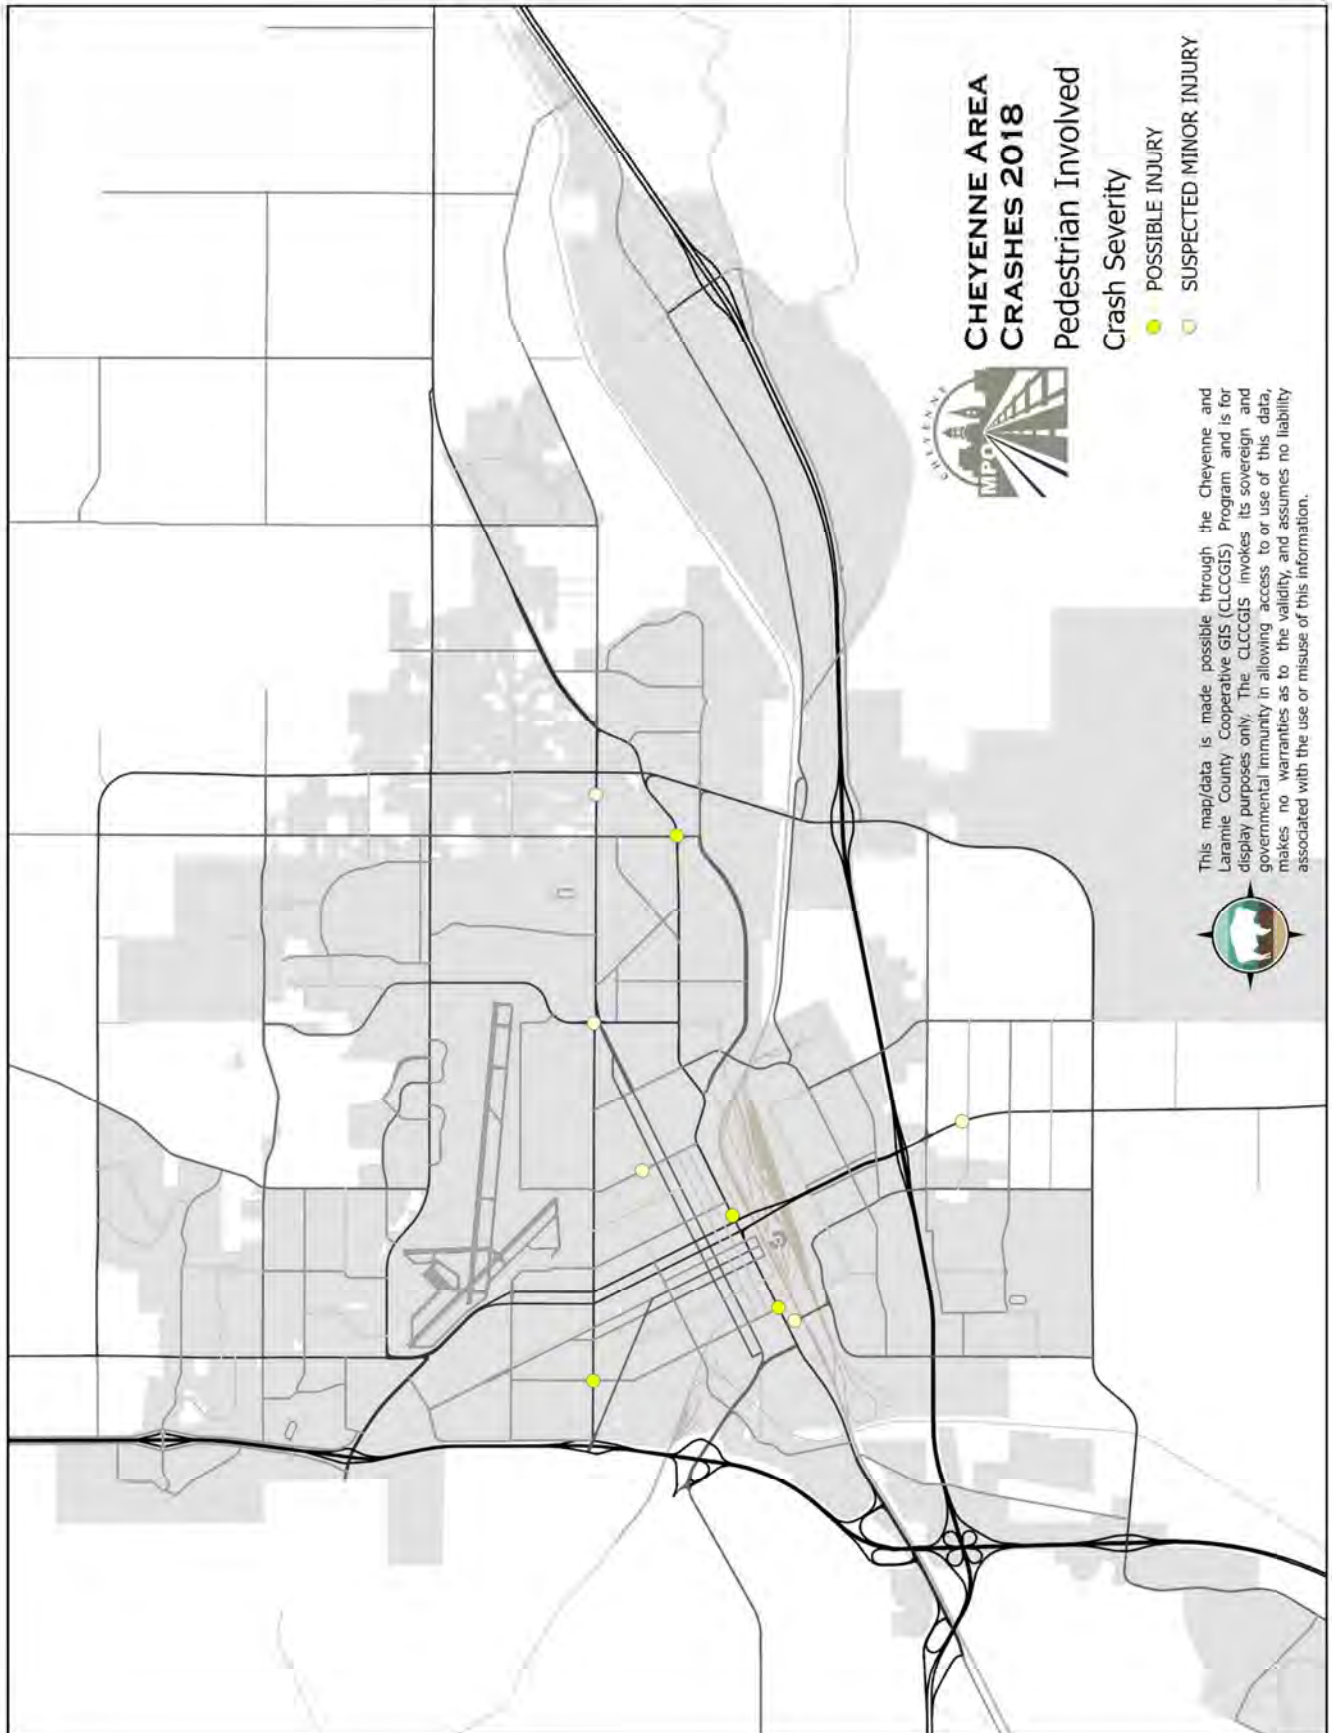 CHEYENNE AREA
CRASHES 2018
Pedestrian Involved
Crash Severity
POSSIBLE INJURY
SUSPECTED MINOR INJURY
CHEYENNE
MPO
This map/data is made possible through the Cheyenne and
Laramie County Cooperative GIS (CLCCGIS) Program and is for
display purposes only. The CLCCGIS invokes its sovereign and
governmental immunity in allowing access to or use of this data,
makes no warranties as to the validity, and assumes no liability
associated with the use or misuse of this information.